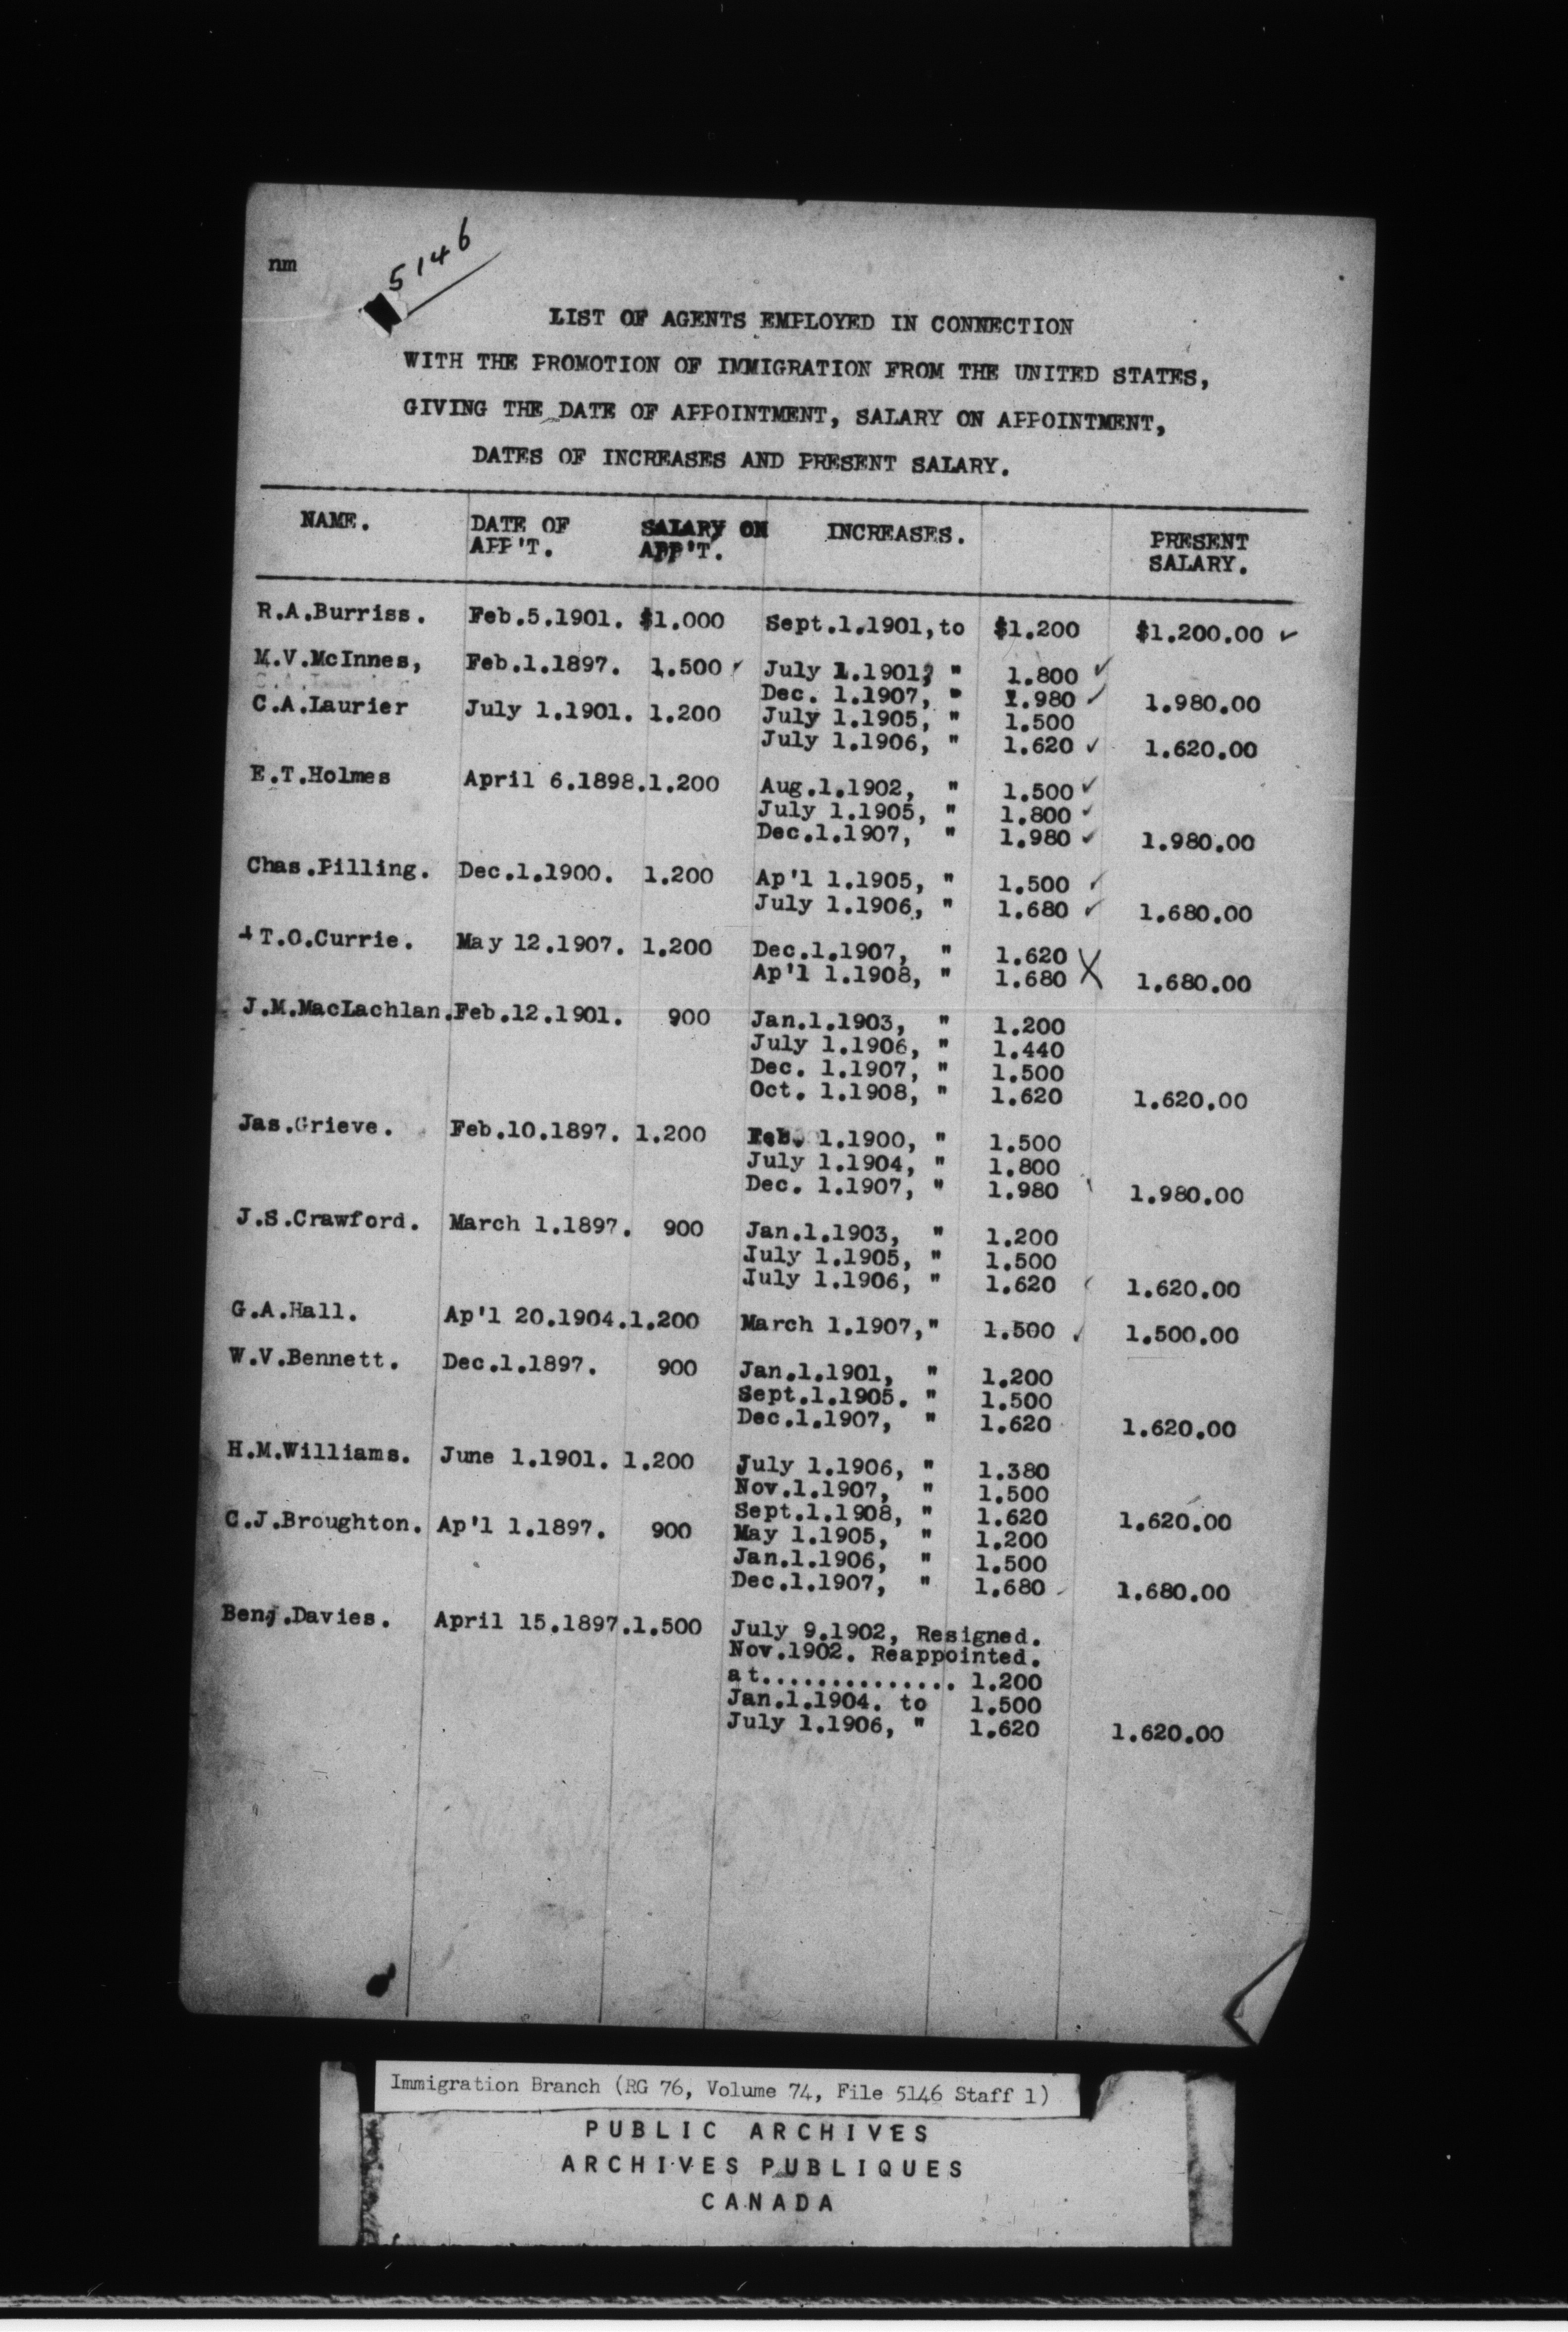 nm
5146
LIST OF AGENTS EMPLOYED IN CONNECTION
WITH THE PROMOTION OF IMMIGRATION FROM THE UNITED STATES,
GIVING THE DATE OF APPOINTMENT, SALARY ON APPOINTMENT,
DATES OF INCREASES AND PRESENT SALARY.
NAME. DATE OF APP'T. SALARY ON APP'T. INCREASES. PRESENT SALARY.
R.A.Burriss. Feb.5.1901. $1.000 Sept.1.1901,to $1.200 $1.200.00 ✓
M.V.McInnes, Feb.1.1897. 1.500 ✓ July 1.1901, " 1.800 ✓
Dec. 1.1907, " 1.980 ✓ 1.980.00
C.A.Laurier July 1.1901. 1.200 July 1.1905, " 1.500
July 1.1906, " 1.620 ✓ 1.620.00
E.T.Holmes April 6.1898. 1.200 Aug.1.1902, " 1.500 ✓
July 1.1905, " 1.800 ✓
Dec.1.1907, " 1.980 ✓ 1.980.00
Chas.Pilling. Dec.1.1900. 1.200 Ap'l 1.1905, " 1.500 ✓
July 1.1906, " 1.680 ✓ 1.680.00
+ T.O.Currie. May 12.1907. 1.200 Dec.1.1907, " 1.620
Ap'l 1.1908, " 1.680 X 1.680.00
J.M.MacLachlan. Feb.12.1901. 900 Jan.1.1903, " 1.200
July 1.1906, " 1.440
Dec. 1.1907, " 1.500
Oct. 1.1908, " 1.620 1.620.00
Jas.Grieve. Feb.10.1897. 1.200 Feb. 1.1900, " 1.500
July 1.1904, " 1.800
Dec. 1.1907, " 1.980 1.980.00
J.S.Crawford. March 1.1897. 900 Jan.1.1903, " 1.200
July 1.1905, " 1.500
July 1.1906, " 1.620 1.620.00
G.A.Hall. Ap'l 20.1904. 1.200 March 1.1907," 1.500 ✓ 1.500.00
W.V.Bennett. Dec.1.1897. 900 Jan.1.1901, " 1.200
Sept.1.1905. " 1.500
Dec.1.1907, " 1.620 1.620.00
H.M.Williams. June 1.1901. 1.200 July 1.1906, " 1.380
Nov.1.1907, " 1.500
Sept.1.1908, " 1.620 1.620.00
C.J.Broughton. Ap'l 1.1897. 900 May 1.1905, " 1.200
Jan.1.1906, " 1.500
Dec.1.1907, " 1.680 1.680.00
Benj.Davies. April 15.1897. 1.500 July 9.1902, Resigned.
Nov.1902. Reappointed.
at.............. 1.200
Jan.1.1904. to 1.500
July 1.1906, " 1.620 1.620.00
Immigration Branch (RG 76, Volume 74, File 5146 Staff 1)
PUBLIC ARCHIVES
ARCHIVES PUBLIQUES
CANADA